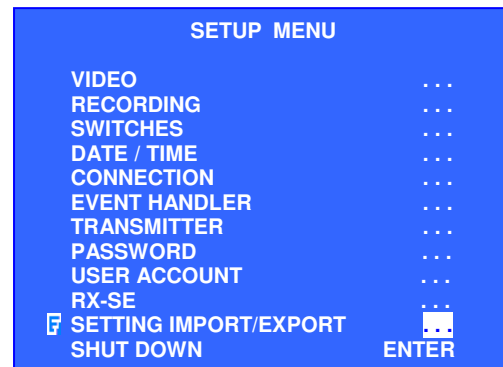 SETUP MENU
VIDEO ...
RECORDING ...
SWITCHES ...
DATE / TIME ...
CONNECTION ...
EVENT HANDLER ...
TRANSMITTER ...
PASSWORD ...
USER ACCOUNT ...
RX-SE ...
F SETTING IMPORT/EXPORT ...
SHUT DOWN ENTER